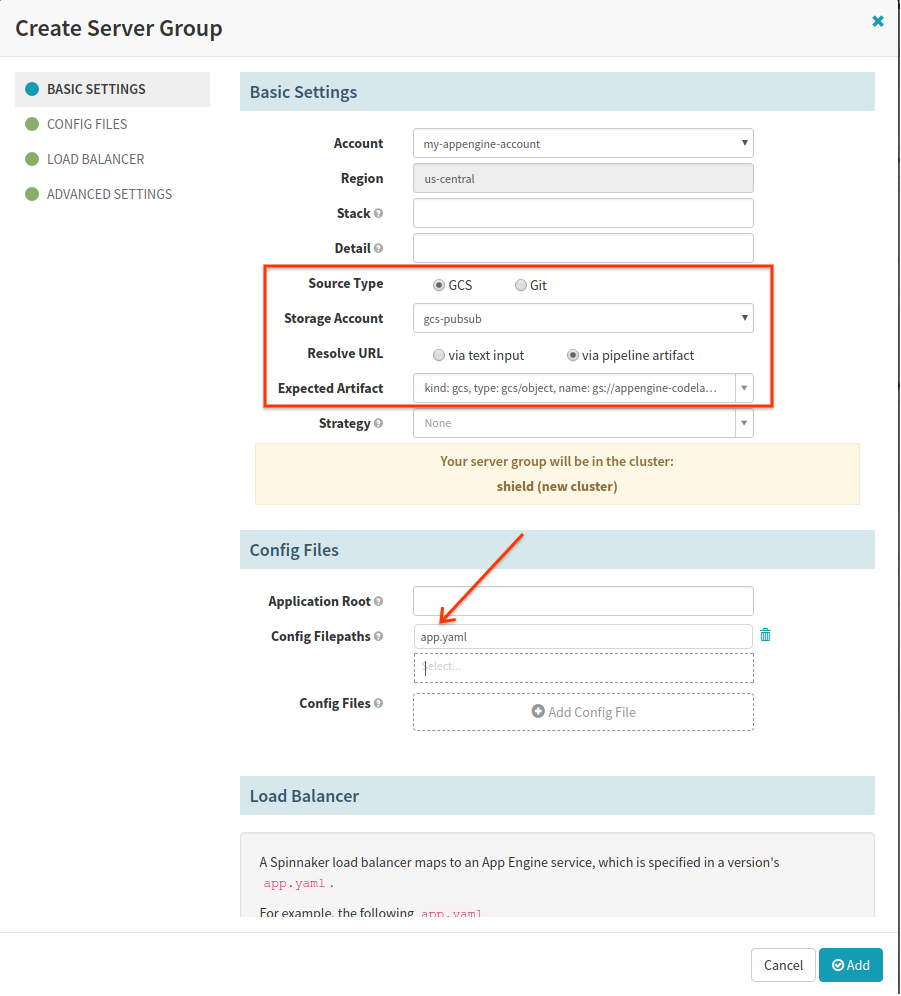 Create Server Group
BASIC SETTINGS
CONFIG FILES
LOAD BALANCER
ADVANCED SETTINGS
Basic Settings
Account my-appengine-account
Region us-central
Stack
Detail
Source Type GCS Git
Storage Account gcs-pubsub
Resolve URL via text input via pipeline artifact
Expected Artifact kind: gcs, type: gcs/object, name: gs://appengine-codela...
Strategy None
Your server group will be in the cluster:
shield (new cluster)
Config Files
Application Root
Config Filepaths app.yaml
Select...
Config Files Add Config File
Load Balancer
A Spinnaker load balancer maps to an App Engine service, which is specified in a version's
app.yaml .
For example, the following app.yaml
Cancel Add